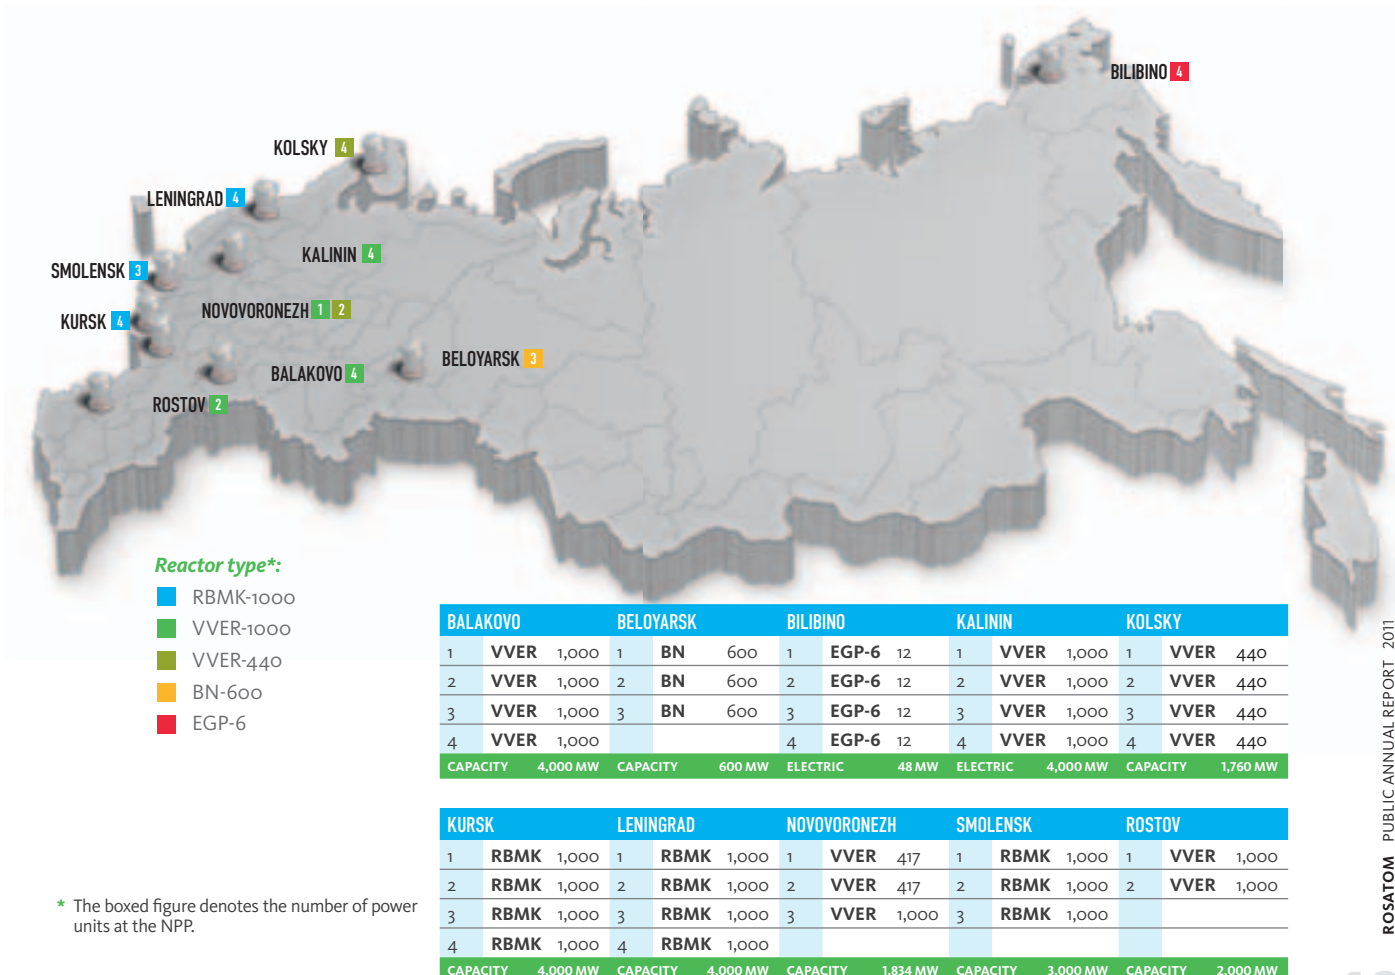 BILIBINO 4
KOLSKY 4
LENINGRAD 4
KALININ 4
SMOLENSK 3
NOVOVORONEZH 1 2
KURSK 4
BELOYARSK 3
BALAKOVO 4
ROSTOV 2
Reactor type*:
RBMK-1000
VVER-1000
VVER-440
BN-600
EGP-6
BALAKOVO BELOYARSK BILIBINO KALININ KOLSKY
1 VVER 1,000 1 BN 600 1 EGP-6 12 1 VVER 1,000 1 VVER 440
2 VVER 1,000 2 BN 600 2 EGP-6 12 2 VVER 1,000 2 VVER 440
3 VVER 1,000 3 BN 600 3 EGP-6 12 3 VVER 1,000 3 VVER 440
4 VVER 1,000 4 EGP-6 12 4 VVER 1,000 4 VVER 440
CAPACITY 4,000 MW CAPACITY 600 MW ELECTRIC 48 MW ELECTRIC 4,000 MW CAPACITY 1,760 MW
KURSK LENINGRAD NOVOVORONEZH SMOLENSK ROSTOV
1 RBMK 1,000 1 RBMK 1,000 1 VVER 417 1 RBMK 1,000 1 VVER 1,000
2 RBMK 1,000 2 RBMK 1,000 2 VVER 417 2 RBMK 1,000 2 VVER 1,000
3 RBMK 1,000 3 RBMK 1,000 3 VVER 1,000 3 RBMK 1,000
4 RBMK 1,000 4 RBMK 1,000
CAPACITY 4,000 MW CAPACITY 4,000 MW CAPACITY 1,834 MW CAPACITY 3,000 MW CAPACITY 2,000 MW
* The boxed figure denotes the number of power
units at the NPP.
ROSATOM PUBLIC ANNUAL REPORT 2011